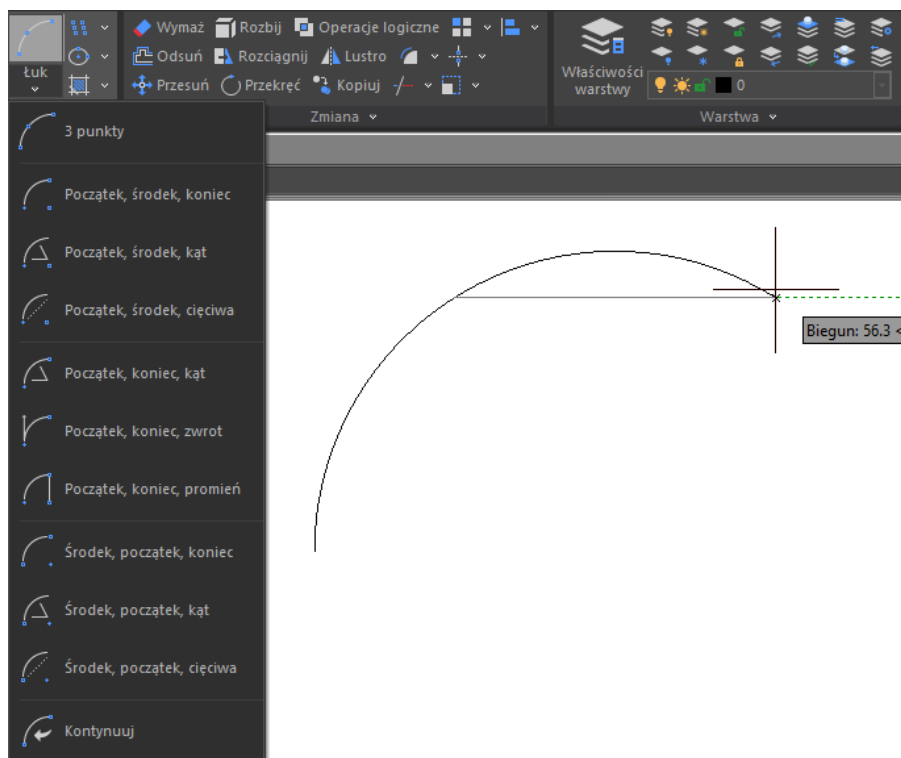 Łuk
Wymaż Rozbij Operacje logiczne
Odsuń Rozciągnij Lustro
Przesuń Przekręć Kopiuj
Zmiana
Właściwości
warstwy
0
Warstwa
3 punkty
Początek, środek, koniec
Początek, środek, kąt
Początek, środek, cięciwa
Początek, koniec, kąt
Początek, koniec, zwrot
Początek, koniec, promień
Środek, początek, koniec
Środek, początek, kąt
Środek, początek, cięciwa
Kontynuuj
Biegun: 56.3 <